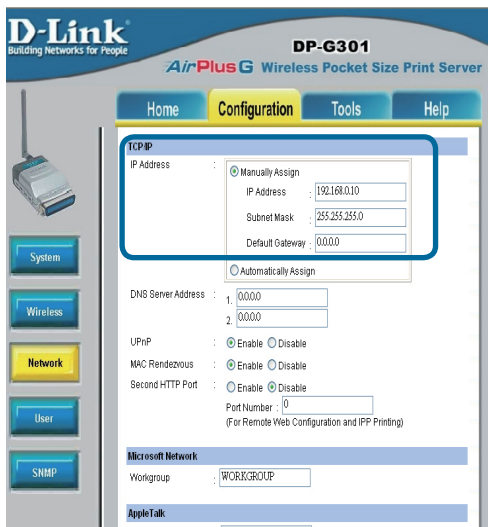 D-Link
Building Networks for People
DP-G301
AirPlus G Wireless Pocket Size Print Server
Home Configuration Tools Help
TCP/IP
IP Address : Manually Assign
IP Address : 192.168.0.10
Subnet Mask : 255.255.255.0
Default Gateway : 0.0.0.0
Automatically Assign
DNS Server Address : 1. 0.0.0.0
2. 0.0.0.0
UPnP : Enable Disable
MAC Rendezvous : Enable Disable
Second HTTP Port : Enable Disable
Port Number : 0
(For Remote Web Configuration and IPP Printing)
Microsoft Network
Workgroup : WORKGROUP
AppleTalk
System
Wireless
Network
User
SNMP